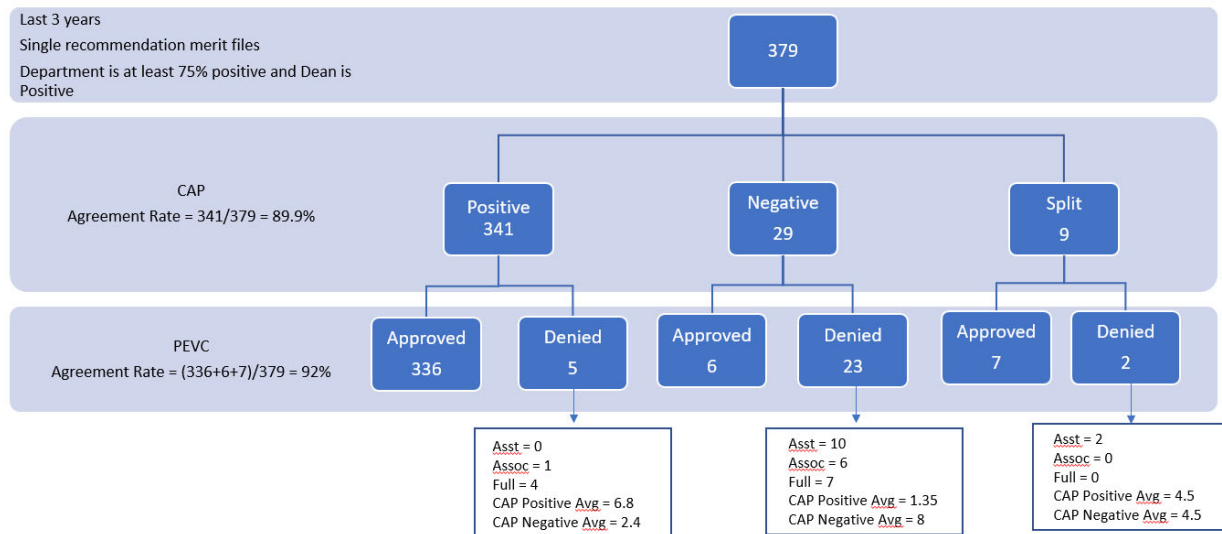 Last 3 years
Single recommendation merit files
Department is at least 75% positive and Dean is
Positive
379
CAP
Agreement Rate = 341/379 = 89.9%
Positive
341
Negative
29
Split
9
PEVC
Agreement Rate = (336+6+7)/379 = 92%
Approved
336
Denied
5
Approved
6
Denied
23
Approved
7
Denied
2
Asst = 0
Assoc = 1
Full = 4
CAP Positive Avg = 6.8
CAP Negative Avg = 2.4
Asst = 10
Assoc = 6
Full = 7
CAP Positive Avg = 1.35
CAP Negative Avg = 8
Asst = 2
Assoc = 0
Full = 0
CAP Positive Avg = 4.5
CAP Negative Avg = 4.5